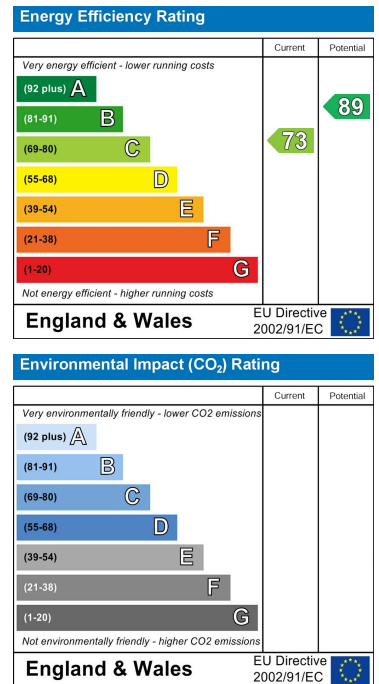 Energy Efficiency Rating
Current Potential
Very energy efficient - lower running costs
(92 plus) A
(81-91) B
89
(69-80) C
73
(55-68) D
(39-54) E
(21-38) F
(1-20) G
Not energy efficient - higher running costs
England & Wales
EU Directive
2002/91/EC
Environmental Impact (CO₂) Rating
Current Potential
Very environmentally friendly - lower CO2 emissions
(92 plus) A
(81-91) B
(69-80) C
(55-68) D
(39-54) E
(21-38) F
(1-20) G
Not environmentally friendly - higher CO2 emissions
England & Wales
EU Directive
2002/91/EC